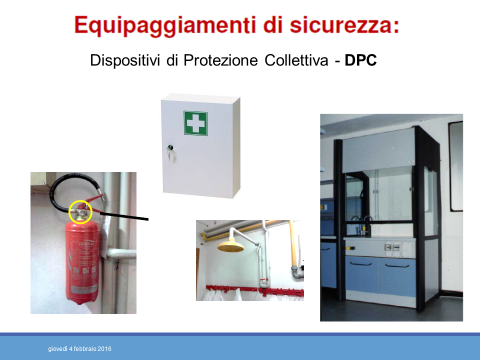 Equipaggiamenti di sicurezza:
Dispositivi di Protezione Collettiva - DPC
giovedì 4 febbraio 2016